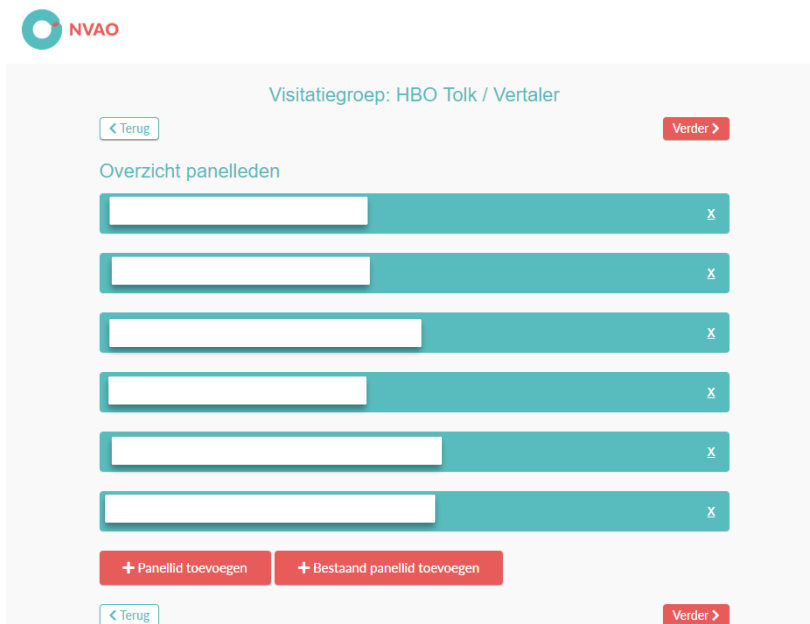 NVAO
Visitatiegroep: HBO Tolk / Vertaler
Terug
Verder
Overzicht panelleden
X
X
X
X
X
X
+ Panellid toevoegen
+ Bestaand panellid toevoegen
Terug
Verder